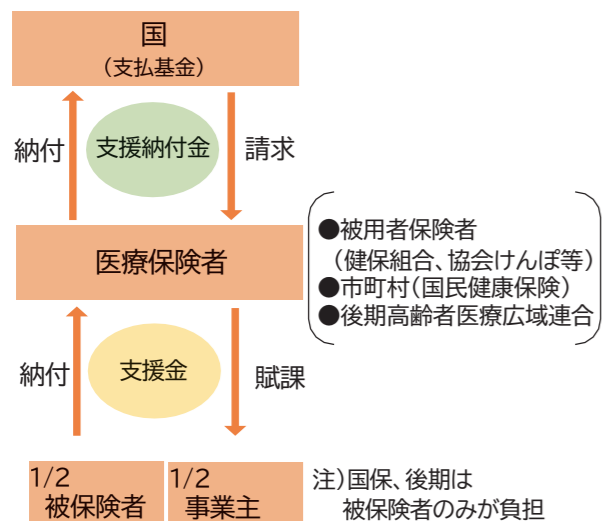 国
（支払基金）
納付
支援納付金
請求
医療保険者
●被用者保険者
（健保組合、協会けんぽ等）
●市町村（国民健康保険）
●後期高齢者医療広域連合
納付
支援金
賦課
1/2
被保険者
1/2
事業主
注）国保、後期は
被保険者のみが負担